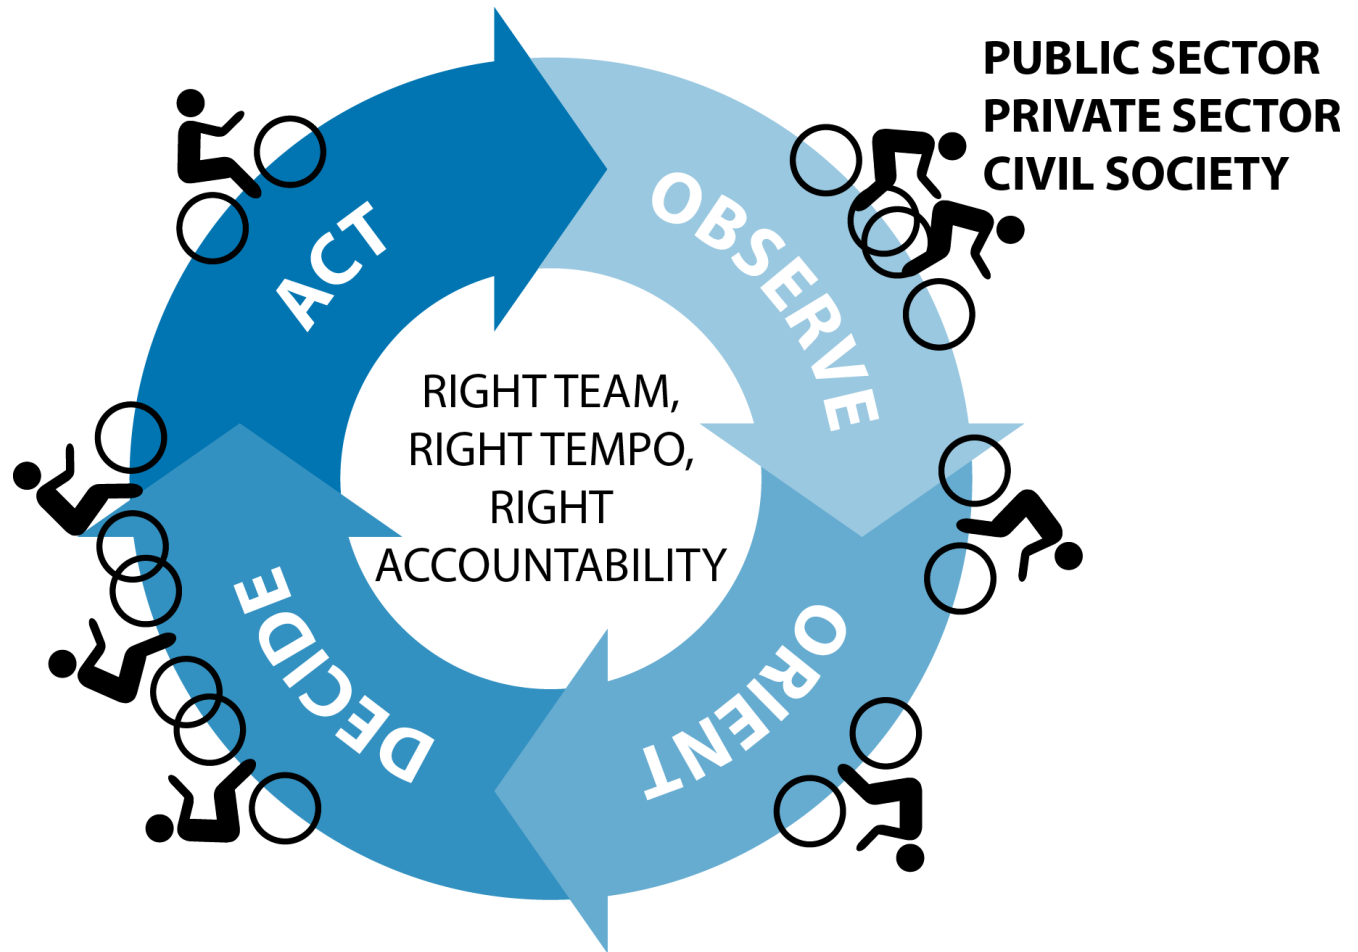 PUBLIC SECTOR
PRIVATE SECTOR
CIVIL SOCIETY
OBSERVE
ORIENT
DECIDE
ACT
RIGHT TEAM,
RIGHT TEMPO,
RIGHT
ACCOUNTABILITY